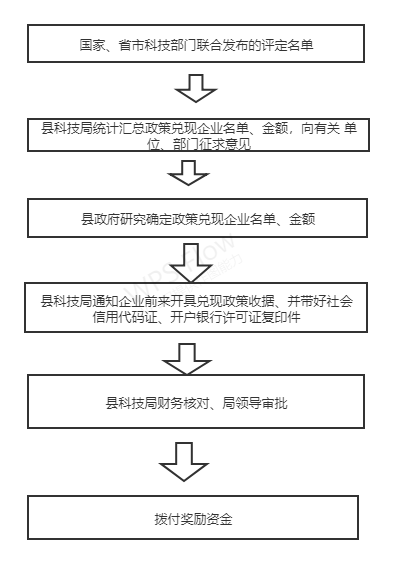 国家、省市科技部门联合发布的评定名单
县科技局统计汇总政策兑现企业名单、金额，向有关 单
位、部门征求意见
县政府研究确定政策兑现企业名单、金额
县科技局通知企业前来开具兑现政策收据、并带好社会
信用代码证、开户银行许可证复印件
县科技局财务核对、局领导审批
拨付奖励资金